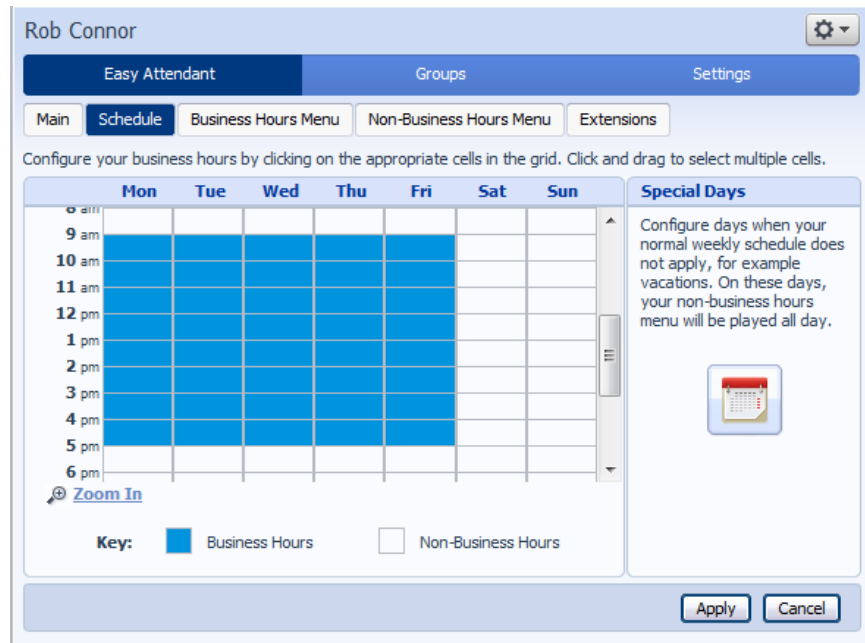 Rob Connor
Easy Attendant Groups Settings
Main Schedule Business Hours Menu Non-Business Hours Menu Extensions
Configure your business hours by clicking on the appropriate cells in the grid. Click and drag to select multiple cells.
Mon Tue Wed Thu Fri Sat Sun
8 am
9 am
10 am
11 am
12 pm
1 pm
2 pm
3 pm
4 pm
5 pm
6 pm
Zoom In
Key: Business Hours Non-Business Hours
Special Days
Configure days when your
normal weekly schedule does
not apply, for example
vacations. On these days,
your non-business hours
menu will be played all day.
Apply Cancel